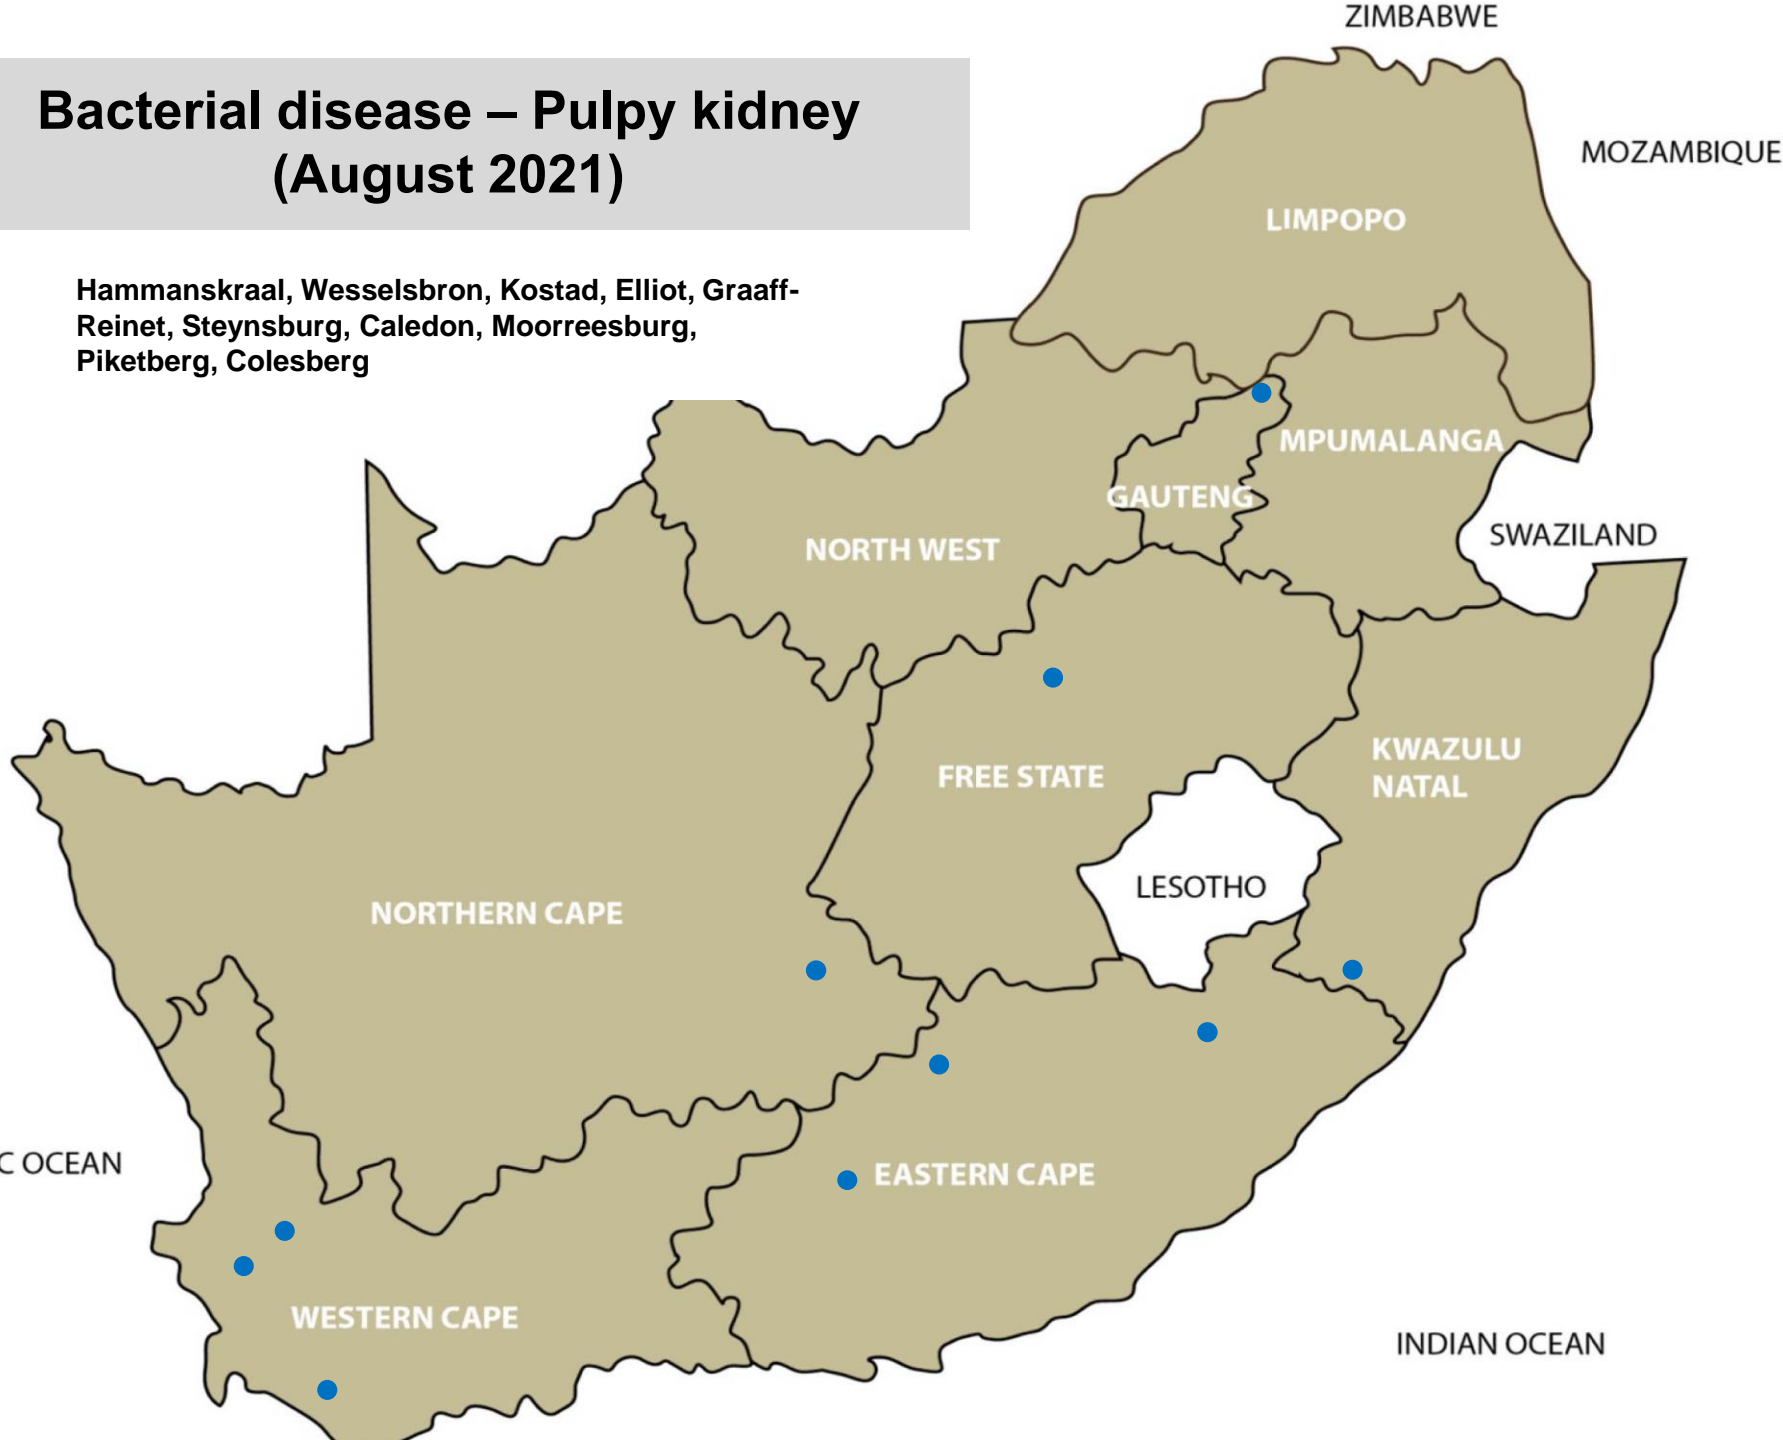 ZIMBABWE
Bacterial disease – Pulpy kidney
(August 2021)
MOZAMBIQUE
LIMPOPO
Hammanskraal, Wesselsbron, Kostad, Elliot, Graaff-
Reinet, Steynsburg, Caledon, Moorreesburg,
Piketberg, Colesberg
MPUMALANGA
GAUTENG
SWAZILAND
NORTH WEST
KWAZULU
NATAL
FREE STATE
LESOTHO
NORTHERN CAPE
C OCEAN
EASTERN CAPE
WESTERN CAPE
INDIAN OCEAN